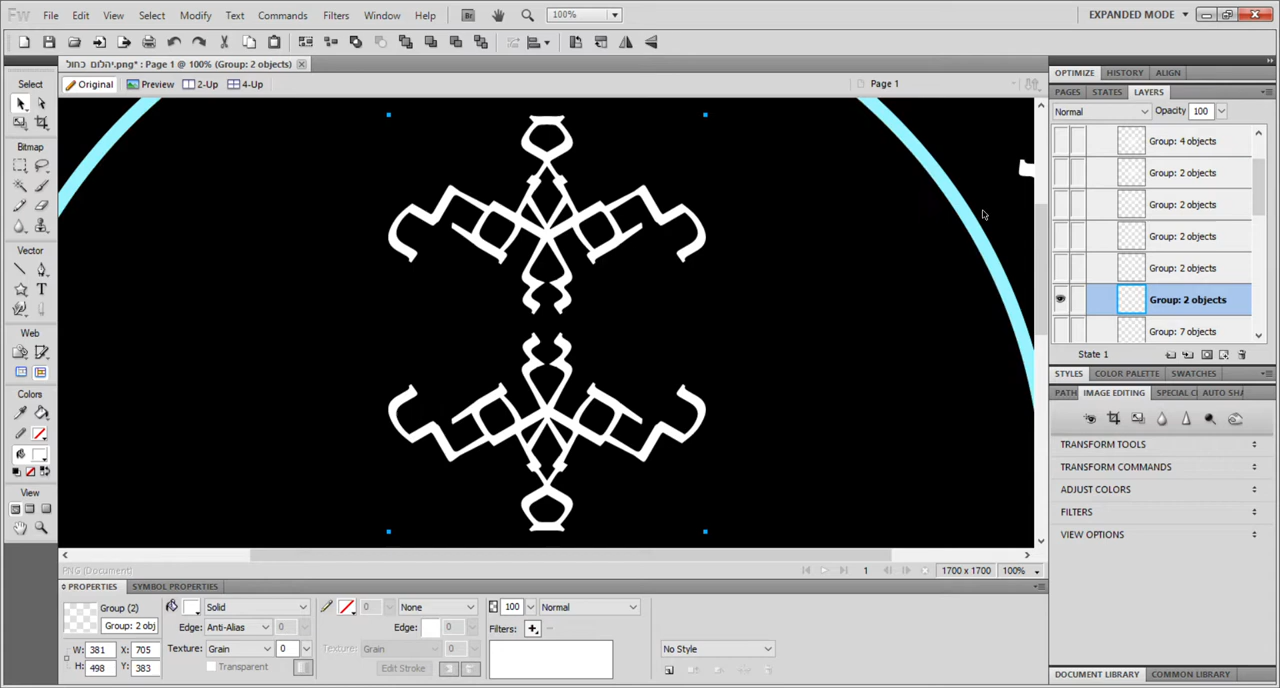 Fw File Edit View Select Modify Text Commands Filters Window Help Br 100% EXPANDED MODE
יהלום כחול.png* : Page 1 @ 100% (Group: 2 objects)
Original Preview 2-Up 4-Up Page 1
Select
Bitmap
Vector
T
Web
Colors
View
OPTIMIZE HISTORY ALIGN
PAGES STATES LAYERS
Normal Opacity 100
Group: 4 objects
Group: 2 objects
Group: 2 objects
Group: 2 objects
Group: 2 objects
Group: 2 objects
Group: 7 objects
State 1
STYLES COLOR PALETTE SWATCHES
PATH IMAGE EDITING SPECIAL C AUTO SHA
TRANSFORM TOOLS
TRANSFORM COMMANDS
ADJUST COLORS
FILTERS
VIEW OPTIONS
PNG (Document) 1 1700 x 1700 100%
PROPERTIES SYMBOL PROPERTIES
Group (2) Solid 0 None 100 Normal
Group: 2 obj Edge: Anti-Alias 0 Edge: 0 Filters:
W: 381 X: 705 Texture: Grain 0 Texture: Grain 0 No Style
H: 498 Y: 383 Transparent Edit Stroke
DOCUMENT LIBRARY COMMON LIBRARY